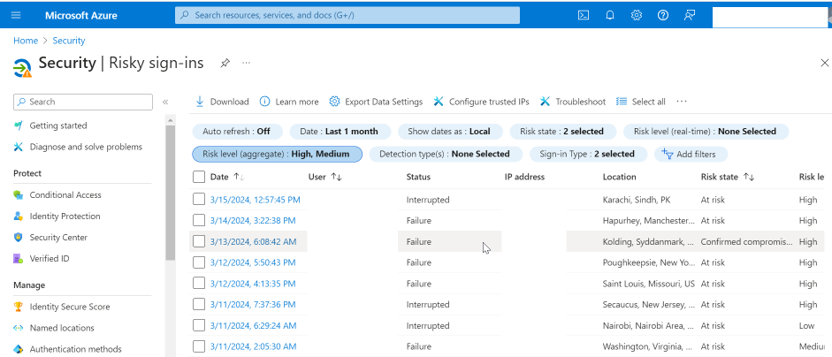 Microsoft Azure
Search resources, services, and docs (G+/)
Home > Security
Security | Risky sign-ins
Search
Getting started
Diagnose and solve problems
Protect
Conditional Access
Identity Protection
Security Center
Verified ID
Manage
Identity Secure Score
Named locations
Authentication methods
Download Learn more Export Data Settings Configure trusted IPs Troubleshoot Select all
Auto refresh : Off Date : Last 1 month Show dates as : Local Risk state : 2 selected Risk level (real-time) : None Selected
Risk level (aggregate) : High, Medium Detection type(s) : None Selected Sign-in Type : 2 selected Add filters
Date User Status IP address Location Risk state Risk le
3/15/2024, 12:57:45 PM Interrupted Karachi, Sindh, PK At risk High
3/14/2024, 3:22:38 PM Failure Hapurhey, Manchester... At risk High
3/13/2024, 6:08:42 AM Failure Kolding, Syddanmark, ... Confirmed compromis... High
3/12/2024, 5:50:43 PM Failure Poughkeepsie, New Yo... At risk High
3/12/2024, 4:13:35 PM Failure Saint Louis, Missouri, US At risk High
3/11/2024, 7:37:36 PM Interrupted Secaucus, New Jersey, ... At risk High
3/11/2024, 6:29:24 AM Interrupted Nairobi, Nairobi Area, ... At risk Low
3/11/2024, 2:05:30 AM Failure Washington, Virginia, ... At risk Mediu